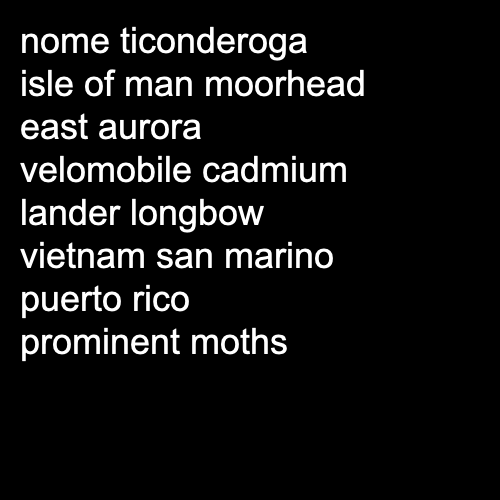 nome ticonderoga
isle of man moorhead
east aurora
velomobile cadmium
lander longbow
vietnam san marino
puerto rico
prominent moths